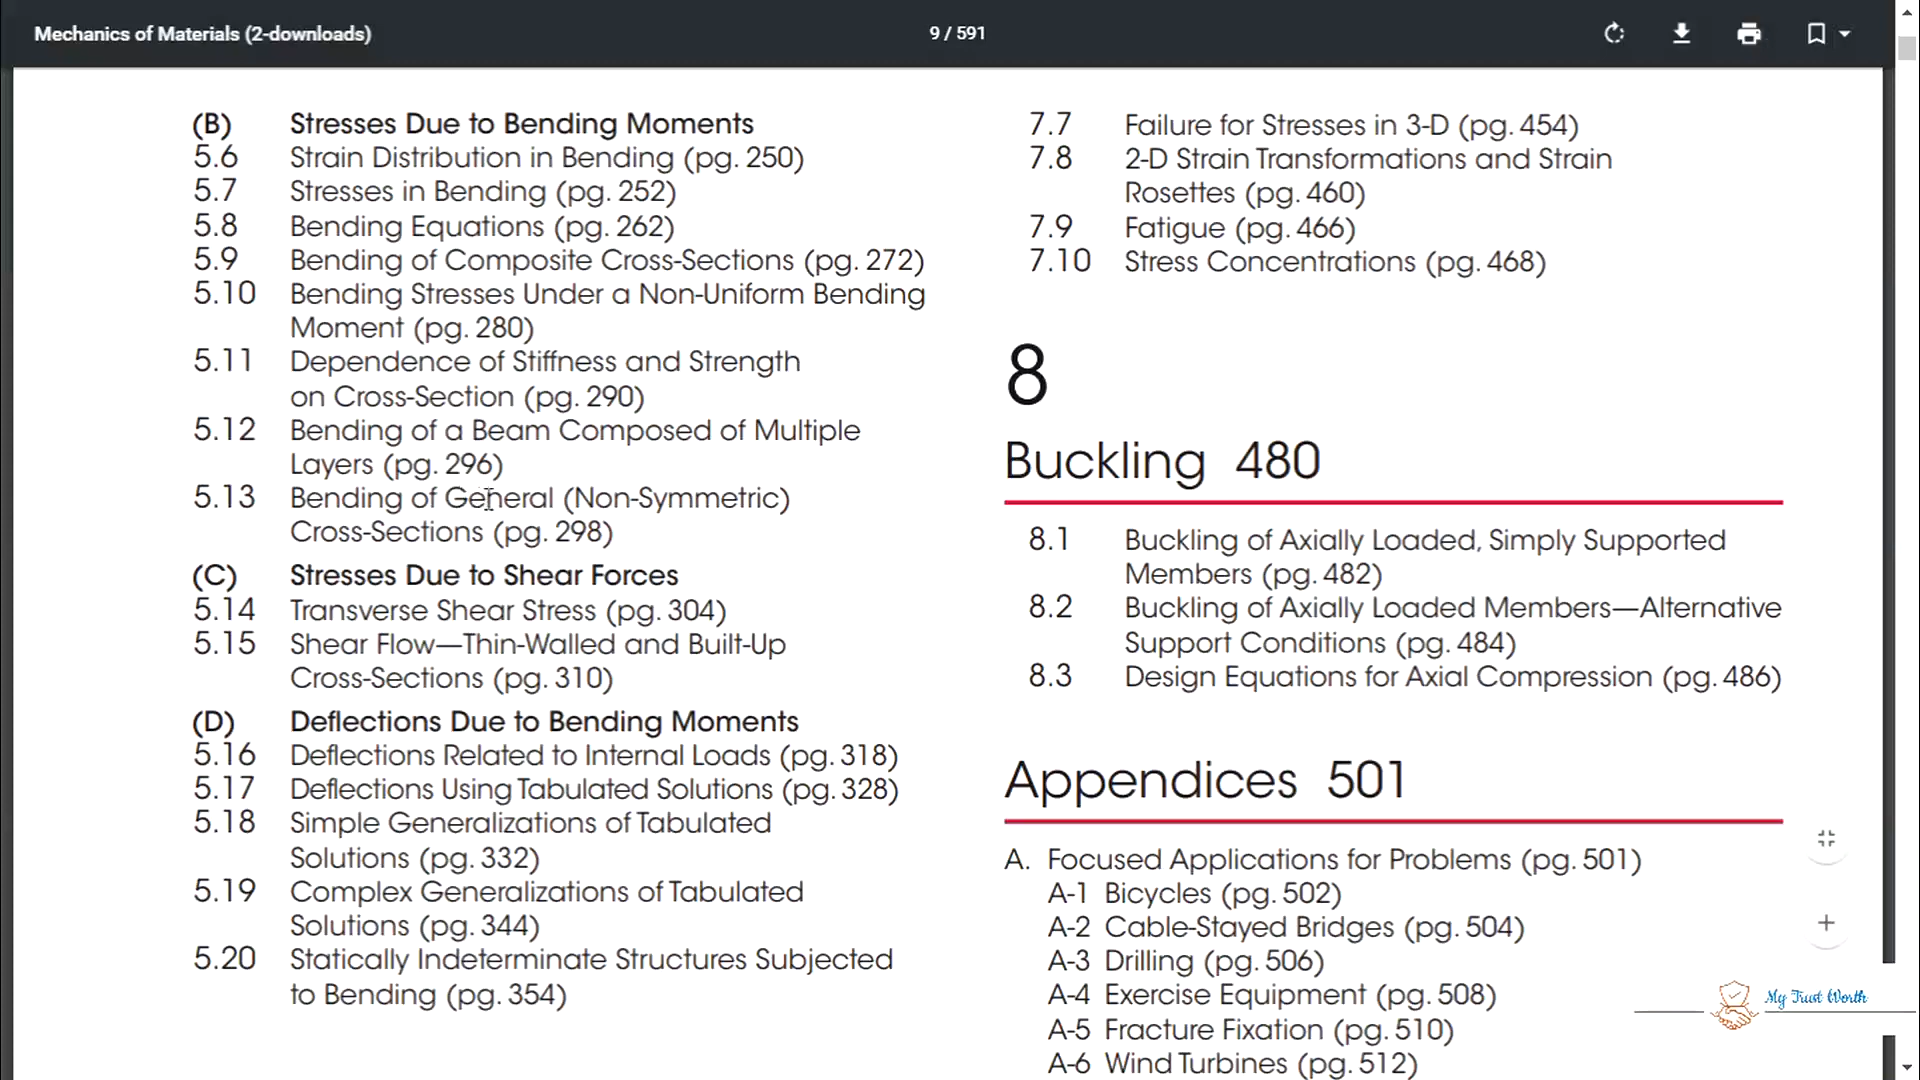 Mechanics of Materials (2-downloads)
9 / 591
(B) Stresses Due to Bending Moments
5.6 Strain Distribution in Bending (pg. 250)
5.7 Stresses in Bending (pg. 252)
5.8 Bending Equations (pg. 262)
5.9 Bending of Composite Cross-Sections (pg. 272)
5.10 Bending Stresses Under a Non-Uniform Bending
Moment (pg. 280)
5.11 Dependence of Stiffness and Strength
on Cross-Section (pg. 290)
5.12 Bending of a Beam Composed of Multiple
Layers (pg. 296)
5.13 Bending of General (Non-Symmetric)
Cross-Sections (pg. 298)
(C) Stresses Due to Shear Forces
5.14 Transverse Shear Stress (pg. 304)
5.15 Shear Flow—Thin-Walled and Built-Up
Cross-Sections (pg. 310)
(D) Deflections Due to Bending Moments
5.16 Deflections Related to Internal Loads (pg. 318)
5.17 Deflections Using Tabulated Solutions (pg. 328)
5.18 Simple Generalizations of Tabulated
Solutions (pg. 332)
5.19 Complex Generalizations of Tabulated
Solutions (pg. 344)
5.20 Statically Indeterminate Structures Subjected
to Bending (pg. 354)
7.7 Failure for Stresses in 3-D (pg. 454)
7.8 2-D Strain Transformations and Strain
Rosettes (pg. 460)
7.9 Fatigue (pg. 466)
7.10 Stress Concentrations (pg. 468)
8
Buckling 480
8.1 Buckling of Axially Loaded, Simply Supported
Members (pg. 482)
8.2 Buckling of Axially Loaded Members—Alternative
Support Conditions (pg. 484)
8.3 Design Equations for Axial Compression (pg. 486)
Appendices 501
A. Focused Applications for Problems (pg. 501)
A-1 Bicycles (pg. 502)
A-2 Cable-Stayed Bridges (pg. 504)
A-3 Drilling (pg. 506)
A-4 Exercise Equipment (pg. 508)
A-5 Fracture Fixation (pg. 510)
A-6 Wind Turbines (pg. 512)
My Trust Worth